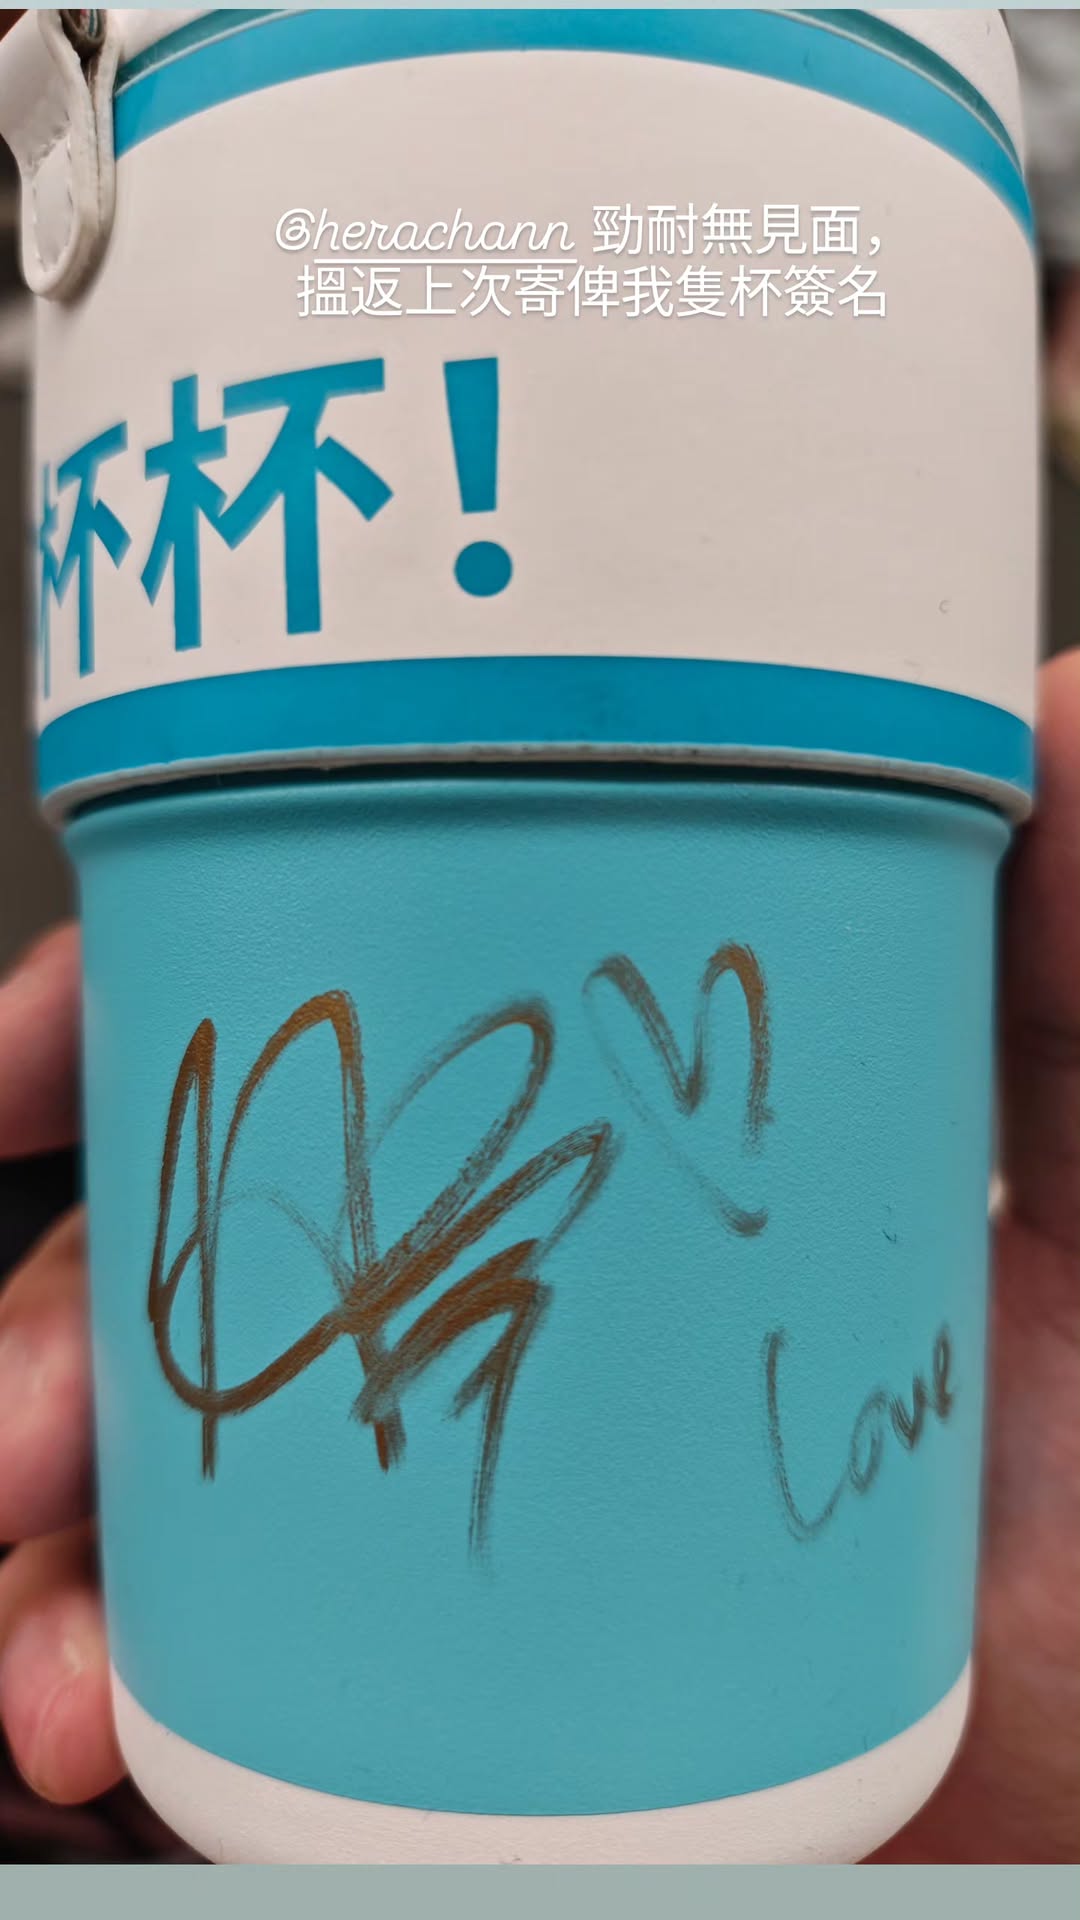 @herachann 勁耐無見面，
搵返上次寄俾我隻杯簽名
杯杯！
Love